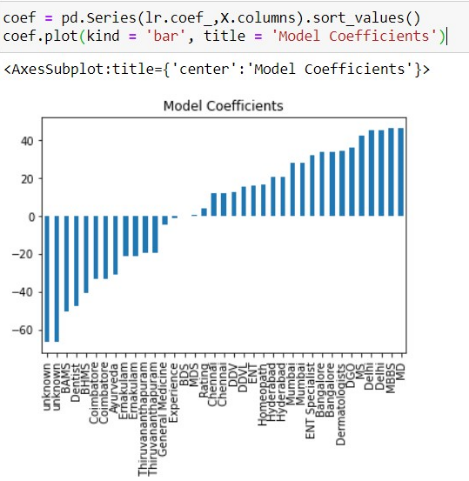 coef = pd.Series(lr.coef_,X.columns).sort_values()
coef.plot(kind = 'bar', title = 'Model Coefficients')
<AxesSubplot:title={'center':'Model Coefficients'}>
Model Coefficients
40
20
0
−20
−40
−60
unknown
unknown
BAMS
Dentist
BHMS
Coimbatore
Coimbatore
Ayurveda
Ernakulam
Ernakulam
Thiruvananthapuram
Thiruvananthapuram
General Medicine
Experience
BDS
MDS
Rating
Chennai
Chennai
DDV
DDVL
ENT
Homeopath
Hyderabad
Hyderabad
Mumbai
Mumbai
ENT Specialist
Bangalore
Bangalore
Dermatologists
DGO
MS
Delhi
Delhi
MBBS
MD